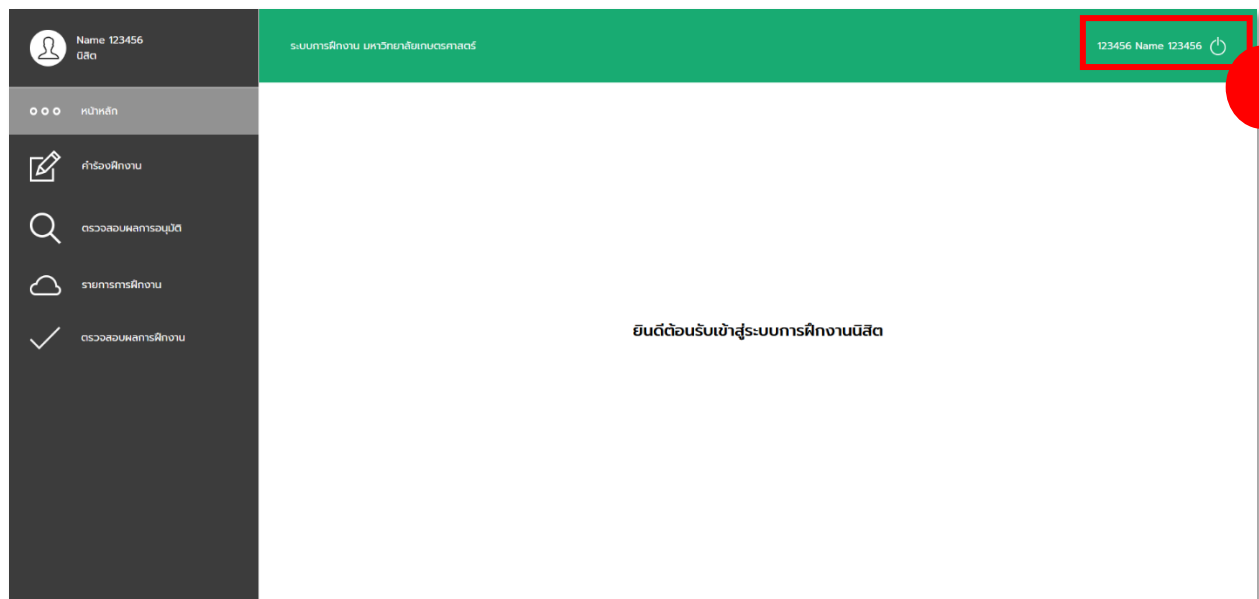 Name 123456
นิสิต
ระบบการฝึกงาน มหาวิทยาลัยเกษตรศาสตร์
123456 Name 123456
หน้าหลัก
คำร้องฝึกงาน
ตรวจสอบผลการอนุมัติ
รายการการฝึกงาน
ตรวจสอบผลการฝึกงาน
ยินดีต้อนรับเข้าสู่ระบบการฝึกงานนิสิต